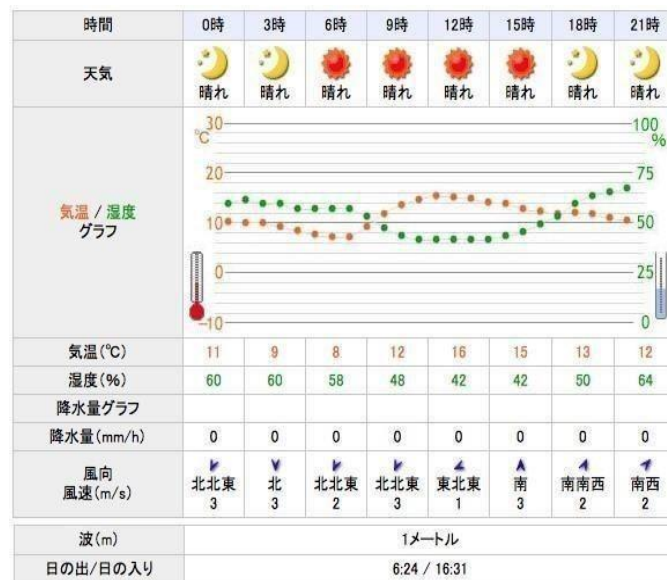 時間 0時 3時 6時 9時 12時 15時 18時 21時
天気 晴れ 晴れ 晴れ 晴れ 晴れ 晴れ 晴れ 晴れ
気温 / 湿度
グラフ
30 100
℃ %
20 75
10 50
0 25
-10 0
気温(℃) 11 9 8 12 16 15 13 12
湿度(%) 60 60 58 48 42 42 50 64
降水量グラフ
降水量(mm/h) 0 0 0 0 0 0 0 0
風向 北北東 北 北北東 北北東 東北東 南 南南西 南西
風速(m/s) 3 3 2 3 1 3 2 2
波(m) 1メートル
日の出/日の入り 6:24 / 16:31